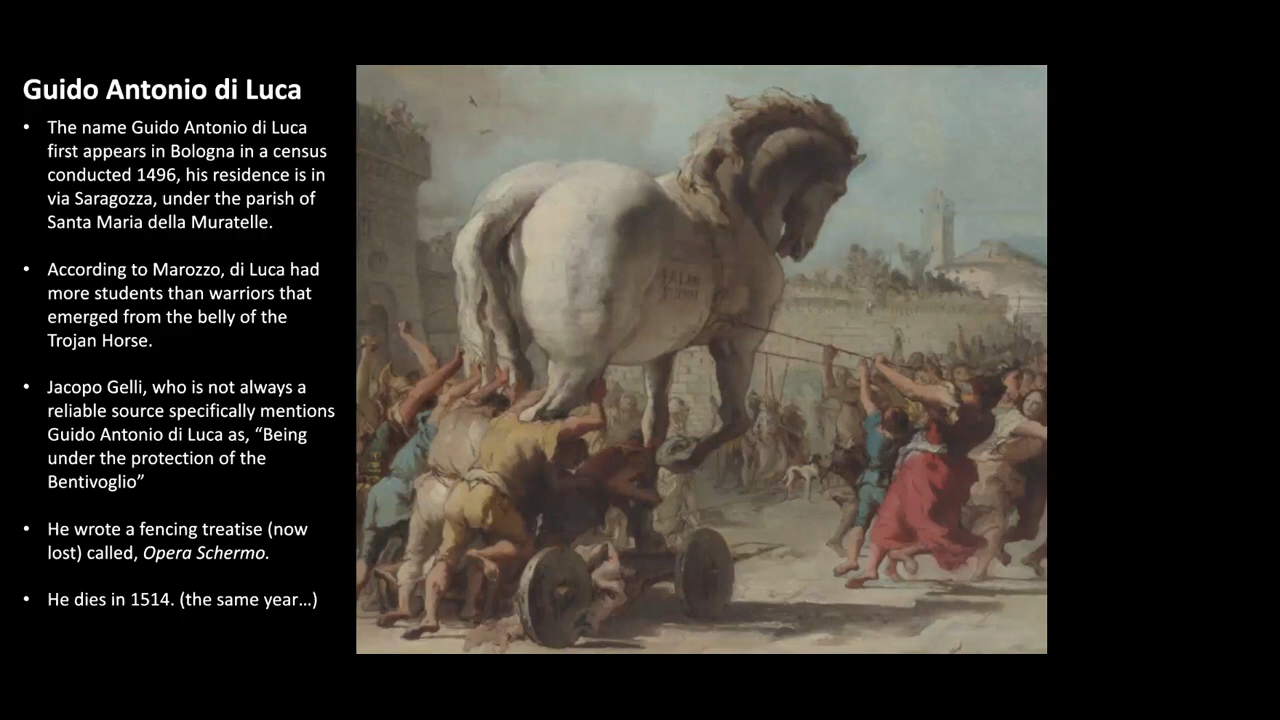 Guido Antonio di Luca
• The name Guido Antonio di Luca
first appears in Bologna in a census
conducted 1496, his residence is in
via Saragozza, under the parish of
Santa Maria della Muratelle.
• According to Marozzo, di Luca had
more students than warriors that
emerged from the belly of the
Trojan Horse.
• Jacopo Gelli, who is not always a
reliable source specifically mentions
Guido Antonio di Luca as, “Being
under the protection of the
Bentivoglio”
• He wrote a fencing treatise (now
lost) called, Opera Schermo.
• He dies in 1514. (the same year…)